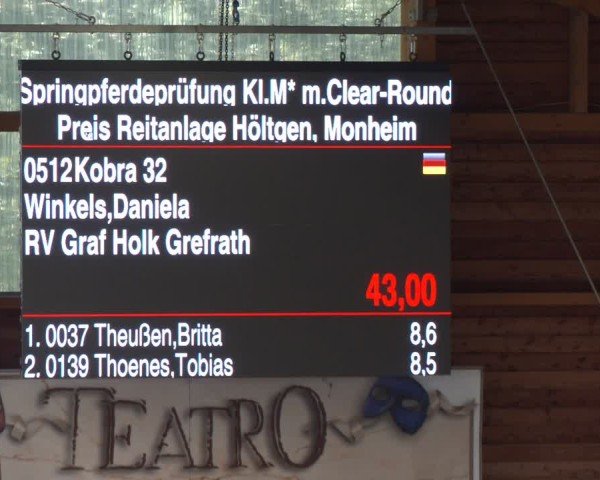 Springpferdeprüfung Kl.M* m.Clear-Round
Preis Reitanlage Höltgen, Monheim
0512Kobra 32
Winkels,Daniela
RV Graf Holk Grefrath
43,00
1. 0037 Theußen,Britta 8,6
2. 0139 Thoenes,Tobias 8,5
TEATRO